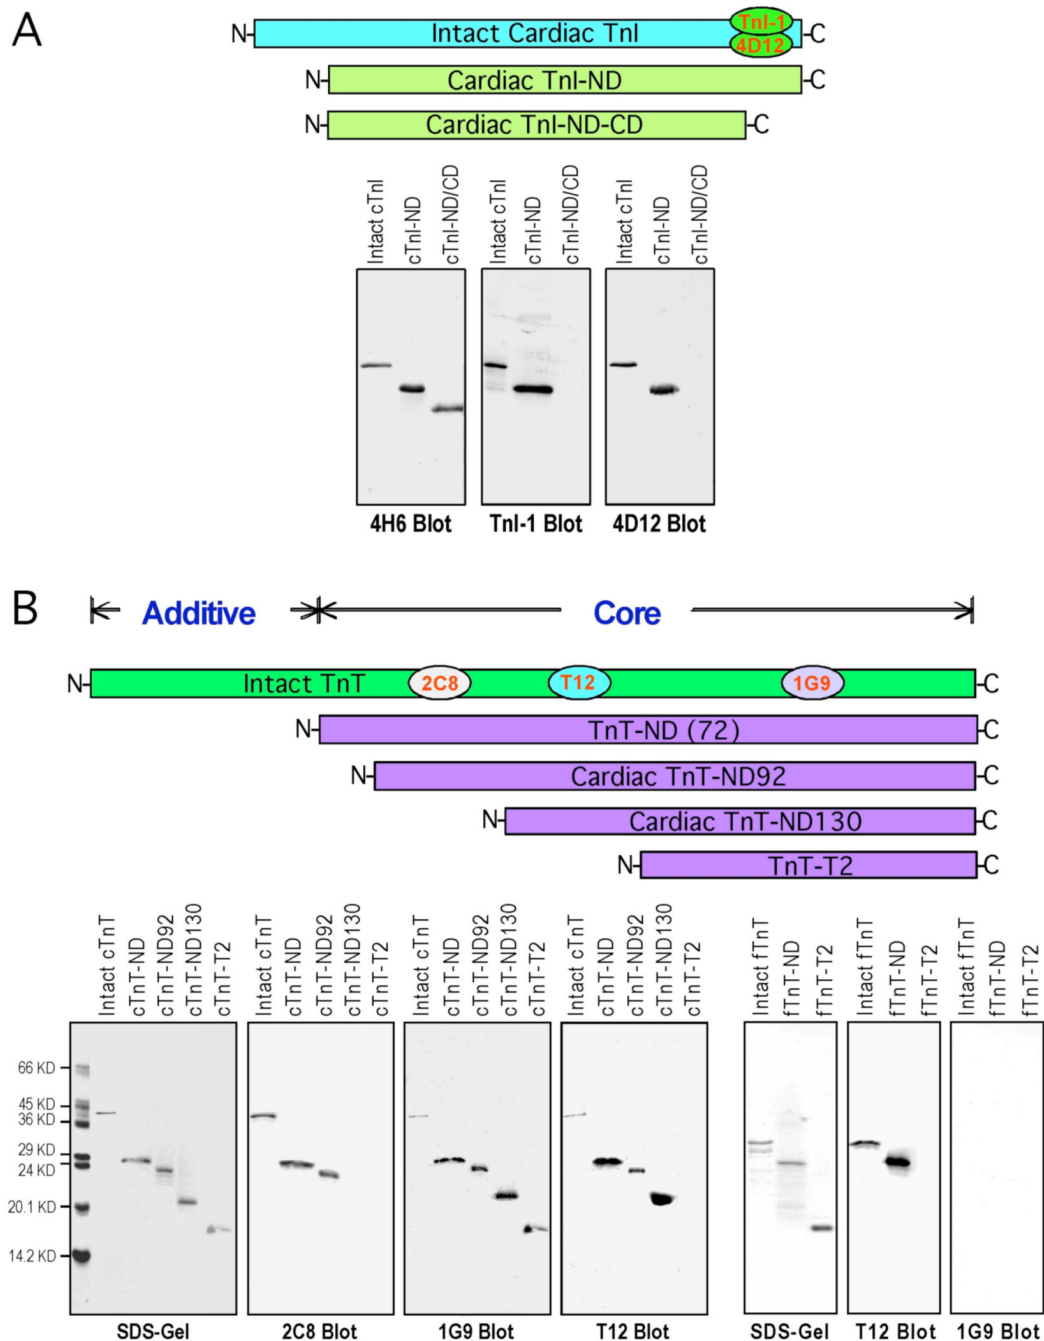 A
N- Intact Cardiac TnI TnI-1 -C
4D12
N- Cardiac TnI-ND -C
N- Cardiac TnI-ND-CD -C
Intact cTnI
cTnI-ND
cTnI-ND/CD
Intact cTnI
cTnI-ND
cTnI-ND/CD
Intact cTnI
cTnI-ND
cTnI-ND/CD
4H6 Blot TnI-1 Blot 4D12 Blot
B
Additive Core
N- Intact TnT 2C8 T12 1G9 -C
N- TnT-ND (72) -C
N- Cardiac TnT-ND92 -C
N- Cardiac TnT-ND130 -C
N- TnT-T2 -C
Intact cTnT
cTnT-ND
cTnT-ND92
cTnT-ND130
cTnT-T2
Intact cTnT
cTnT-ND
cTnT-ND92
cTnT-ND130
cTnT-T2
Intact cTnT
cTnT-ND
cTnT-ND92
cTnT-ND130
cTnT-T2
Intact cTnT
cTnT-ND
cTnT-ND92
cTnT-ND130
cTnT-T2
Intact fTnT
fTnT-ND
fTnT-T2
Intact fTnT
fTnT-ND
fTnT-T2
Intact fTnT
fTnT-ND
fTnT-T2
66 KD
45 KD
36 KD
29 KD
24 KD
20.1 KD
14.2 KD
SDS-Gel 2C8 Blot 1G9 Blot T12 Blot SDS-Gel T12 Blot 1G9 Blot